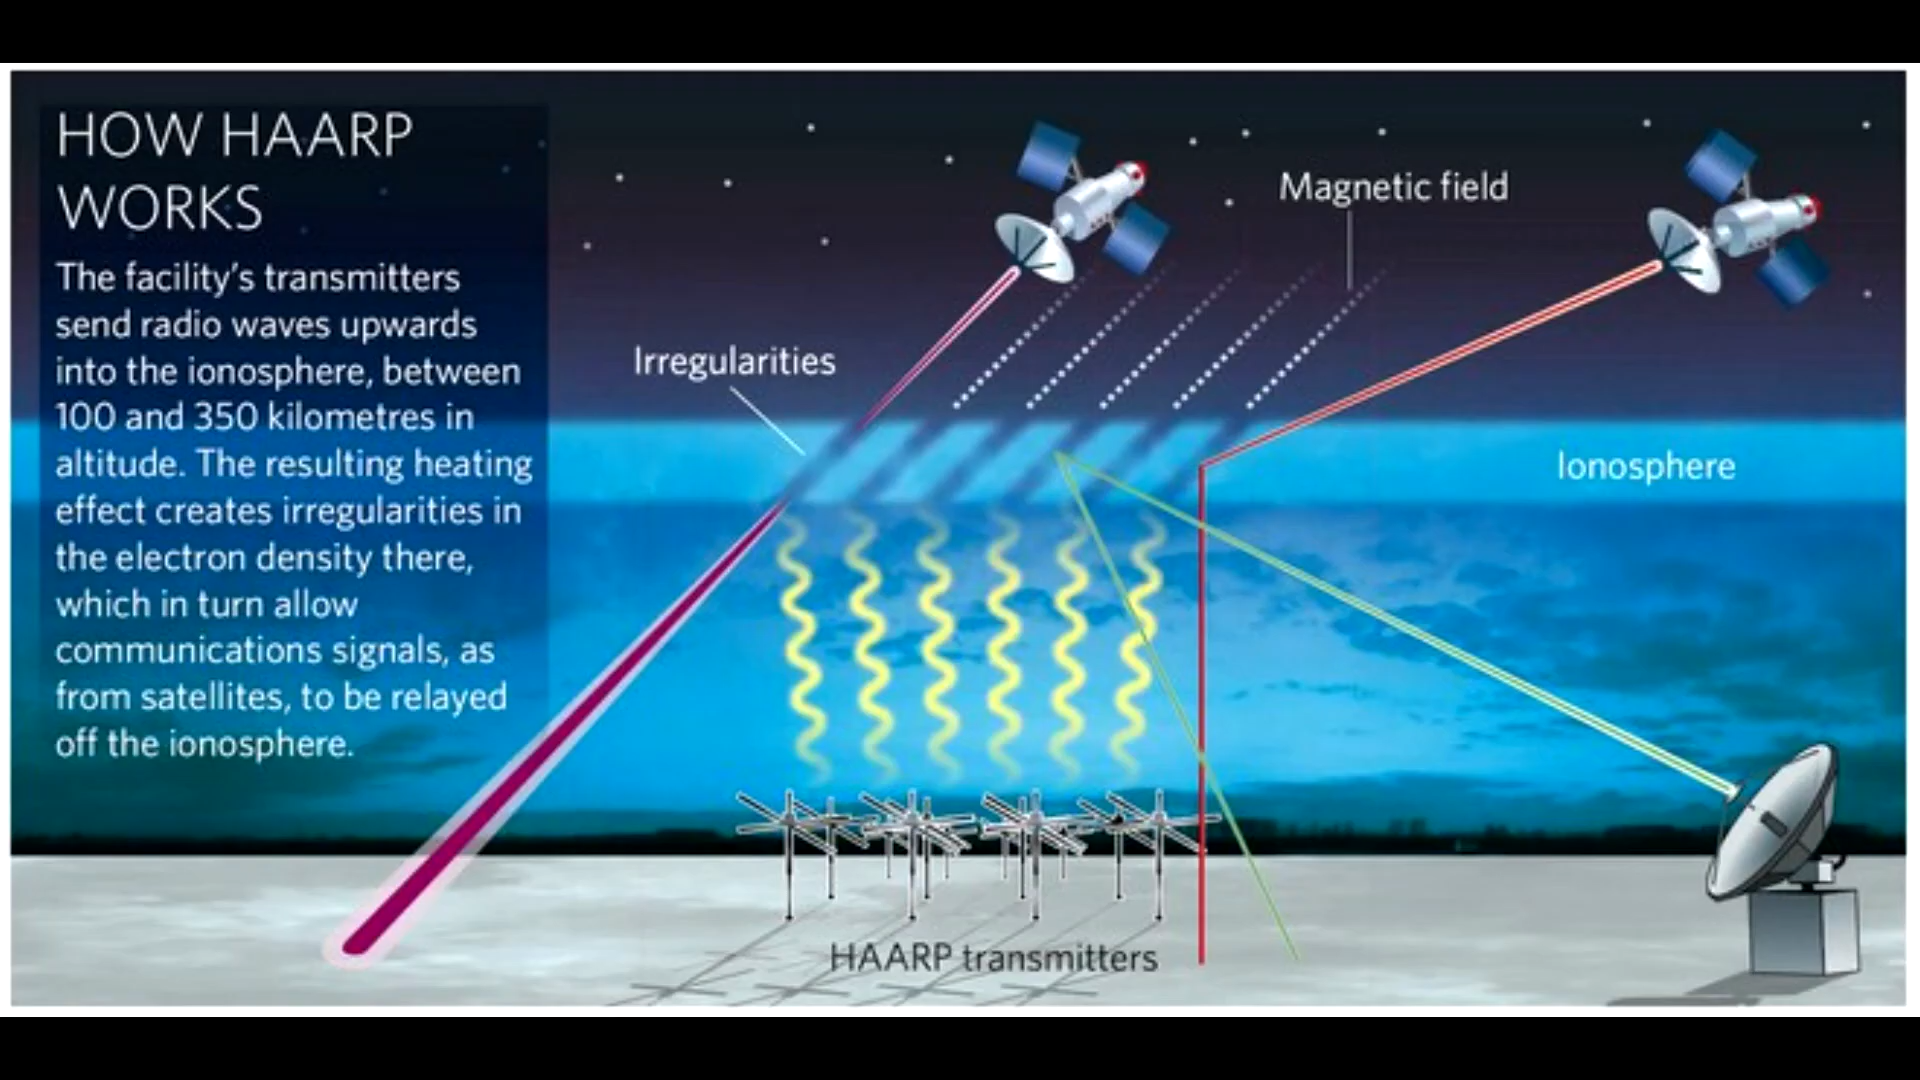 HOW HAARP
WORKS
The facility's transmitters
send radio waves upwards
into the ionosphere, between
100 and 350 kilometres in
altitude. The resulting heating
effect creates irregularities in
the electron density there,
which in turn allow
communications signals, as
from satellites, to be relayed
off the ionosphere.
Irregularities
Magnetic field
Ionosphere
HAARP transmitters